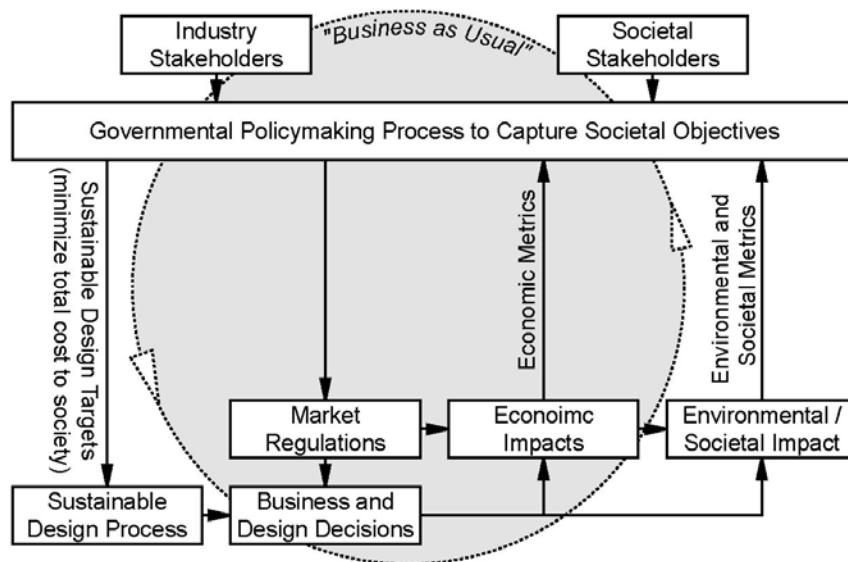 Industry
Stakeholders
"Business as Usual"
Societal
Stakeholders
Governmental Policymaking Process to Capture Societal Objectives
Sustainable Design Targets
(minimize total cost to society)
Economic Metrics
Environmental and
Societal Metrics
Market
Regulations
Econoimc
Impacts
Environmental /
Societal Impact
Sustainable
Design Process
Business and
Design Decisions